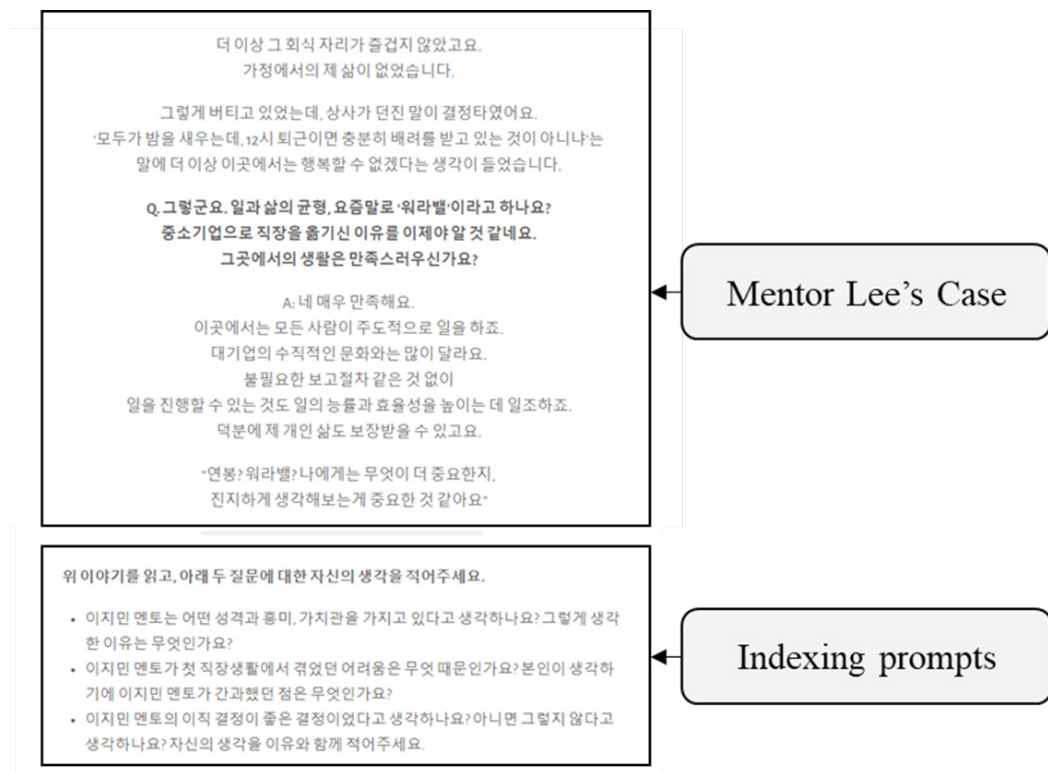 더 이상 그 회식 자리가 즐겁지 않았고요.
가정에서의 제 삶이 없었습니다.
그렇게 버티고 있었는데, 상사가 던진 말이 결정타였어요.
'모두가 밤을 새우는데, 12시 퇴근이면 충분히 배려를 받고 있는 것이 아니냐'는
말에 더 이상 이곳에서는 행복할 수 없겠다는 생각이 들었습니다.
Q. 그렇군요. 일과 삶의 균형, 요즘말로 '워라밸'이라고 하나요?
중소기업으로 직장을 옮기신 이유를 이제야 알 것 같네요.
그곳에서의 생활은 만족스러우신가요?
A: 네 매우 만족해요.
이곳에서는 모든 사람이 주도적으로 일을 하죠.
대기업의 수직적인 문화와는 많이 달라요.
불필요한 보고절차 같은 것 없이
일을 진행할 수 있는 것도 일의 능률과 효율성을 높이는 데 일조하죠.
덕분에 제 개인 삶도 보장받을 수 있고요.
"연봉? 워라밸? 나에게는 무엇이 더 중요한지,
진지하게 생각해보는게 중요한 것 같아요"
Mentor Lee's Case
위 이야기를 읽고, 아래 두 질문에 대한 자신의 생각을 적어주세요.
• 이지민 멘토는 어떤 성격과 흥미, 가치관을 가지고 있다고 생각하나요? 그렇게 생각
한 이유는 무엇인가요?
• 이지민 멘토가 첫 직장생활에서 겪었던 어려움은 무엇 때문인가요? 본인이 생각하
기에 이지민 멘토가 간과했던 점은 무엇인가요?
• 이지민 멘토의 이직 결정이 좋은 결정이었다고 생각하나요? 아니면 그렇지 않다고
생각하나요? 자신의 생각을 이유와 함께 적어주세요.
Indexing prompts